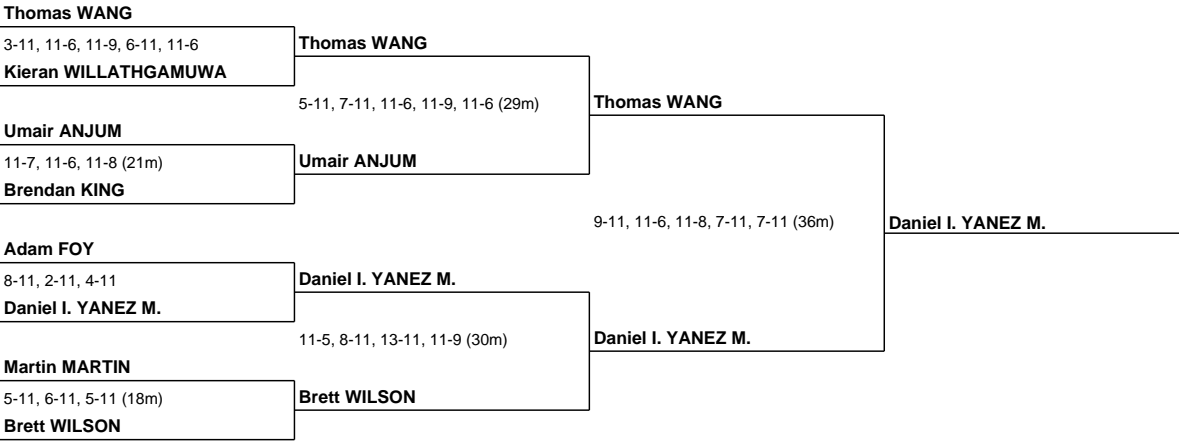 Thomas WANG
3-11, 11-6, 11-9, 6-11, 11-6
Kieran WILLATHGAMUWA
Thomas WANG
5-11, 7-11, 11-6, 11-9, 11-6 (29m)
Umair ANJUM
11-7, 11-6, 11-8 (21m)
Brendan KING
Umair ANJUM
Thomas WANG
9-11, 11-6, 11-8, 7-11, 7-11 (36m)
Daniel I. YANEZ M.
Adam FOY
8-11, 2-11, 4-11
Daniel I. YANEZ M.
Daniel I. YANEZ M.
11-5, 8-11, 13-11, 11-9 (30m)
Daniel I. YANEZ M.
Martin MARTIN
5-11, 6-11, 5-11 (18m)
Brett WILSON
Brett WILSON